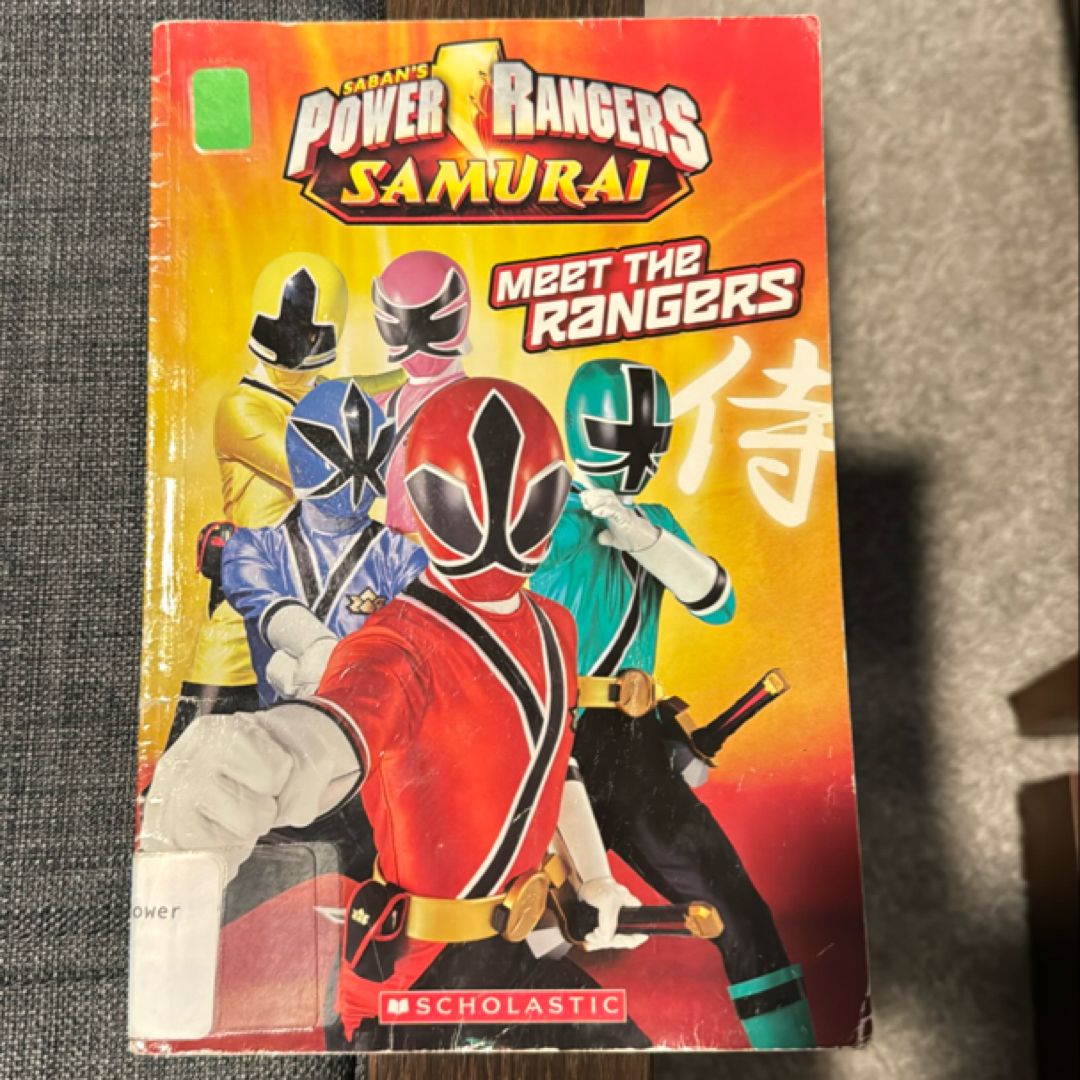 SABAN'S
POWER RANGERS
SAMURAI
MEET THE
RANGERS
侍
ower
SCHOLASTIC